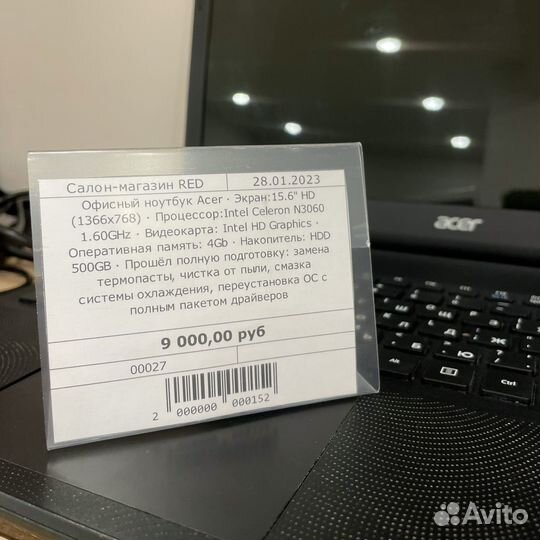 Салон-магазин RED 28.01.2023
Офисный ноутбук Acer · Экран:15.6" HD
(1366x768) · Процессор:Intel Celeron N3060
1.60GHz · Видеокарта: Intel HD Graphics ·
Оперативная память: 4Gb · Накопитель: HDD
500GB · Прошёл полную подготовку: замена
термопасты, чистка от пыли, смазка
системы охлаждения, переустановка ОС с
полным пакетом драйверов
9 000,00 руб
00027
2 000000 000152
acer
Alt
Ctrl
Б
Ю
Ж
Avito